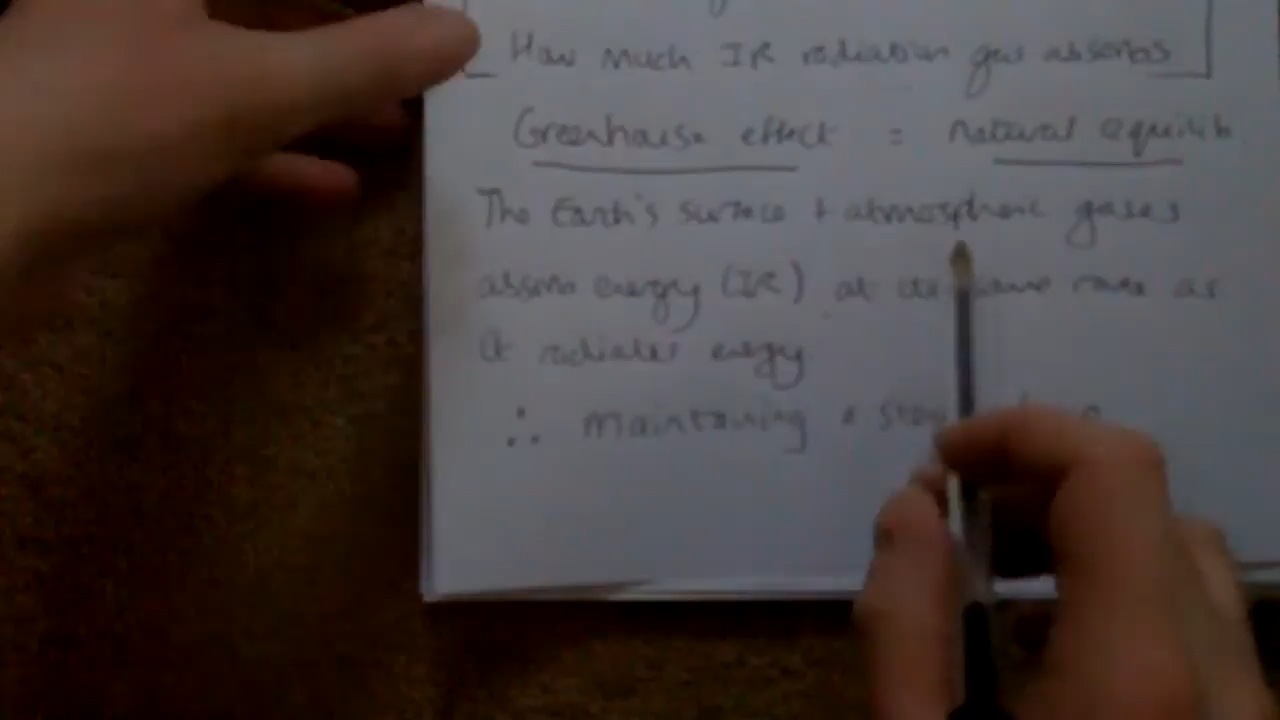 How much IR radiation gas absorbs
Greenhouse effect = natural equilib
The Earth's surface + atmospheric gases
absorb energy (IR) at the same rate as
it radiates energy
∴ maintaining a